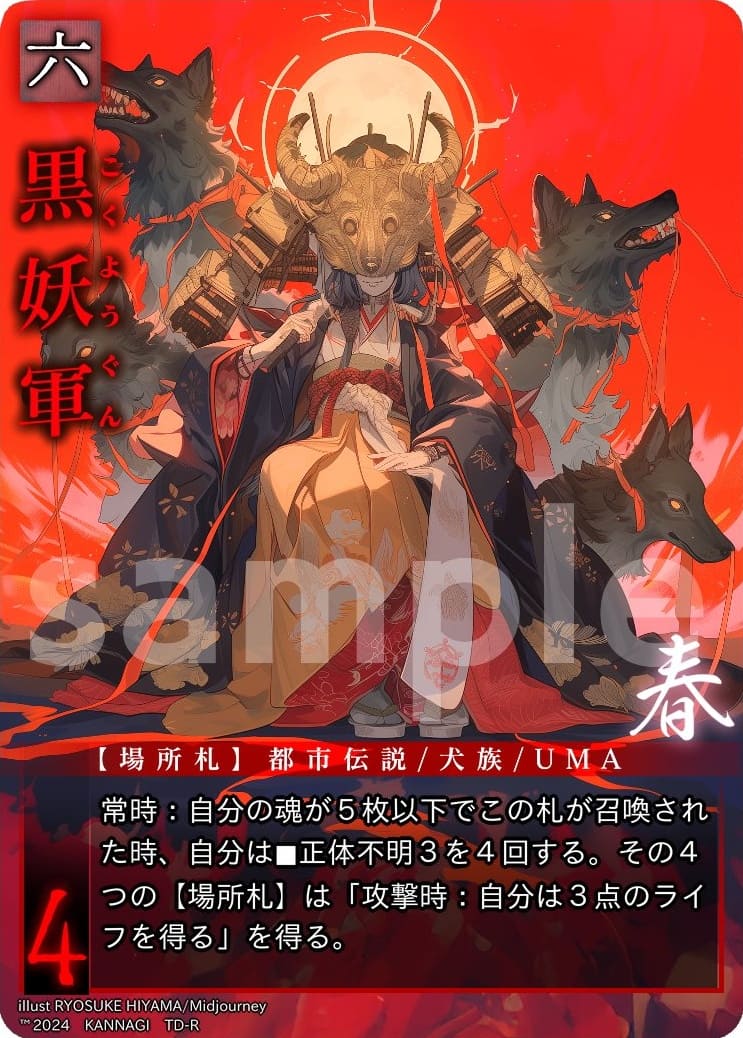 六
黒妖軍
こくようぐん
sample
春
【場所札】都市伝説/犬族/UMA
常時：自分の魂が５枚以下でこの札が召喚され
た時、自分は■正体不明３を４回する。その４
つの【場所札】は「攻撃時：自分は３点のライ
フを得る」を得る。
4
illust RYOSUKE HIYAMA/Midjourney
™2024 KANNAGI TD-R